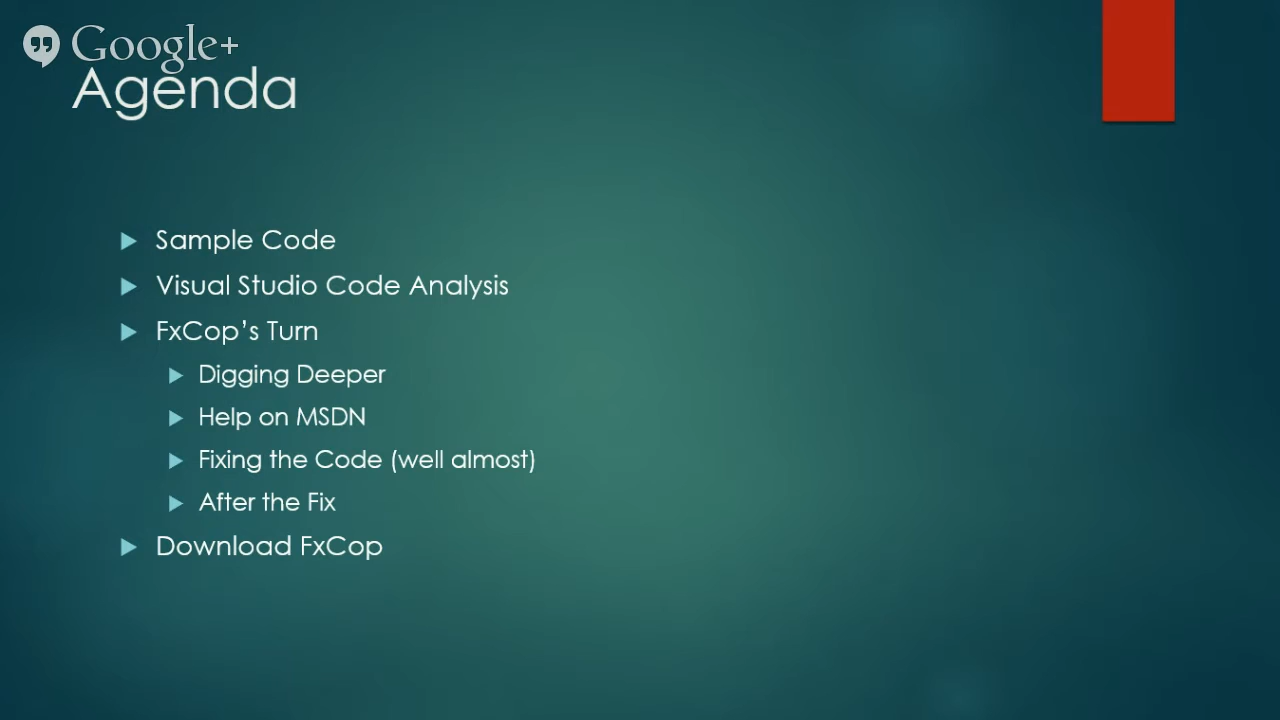 Google+
Agenda
Sample Code
Visual Studio Code Analysis
FxCop’s Turn
Digging Deeper
Help on MSDN
Fixing the Code (well almost)
After the Fix
Download FxCop